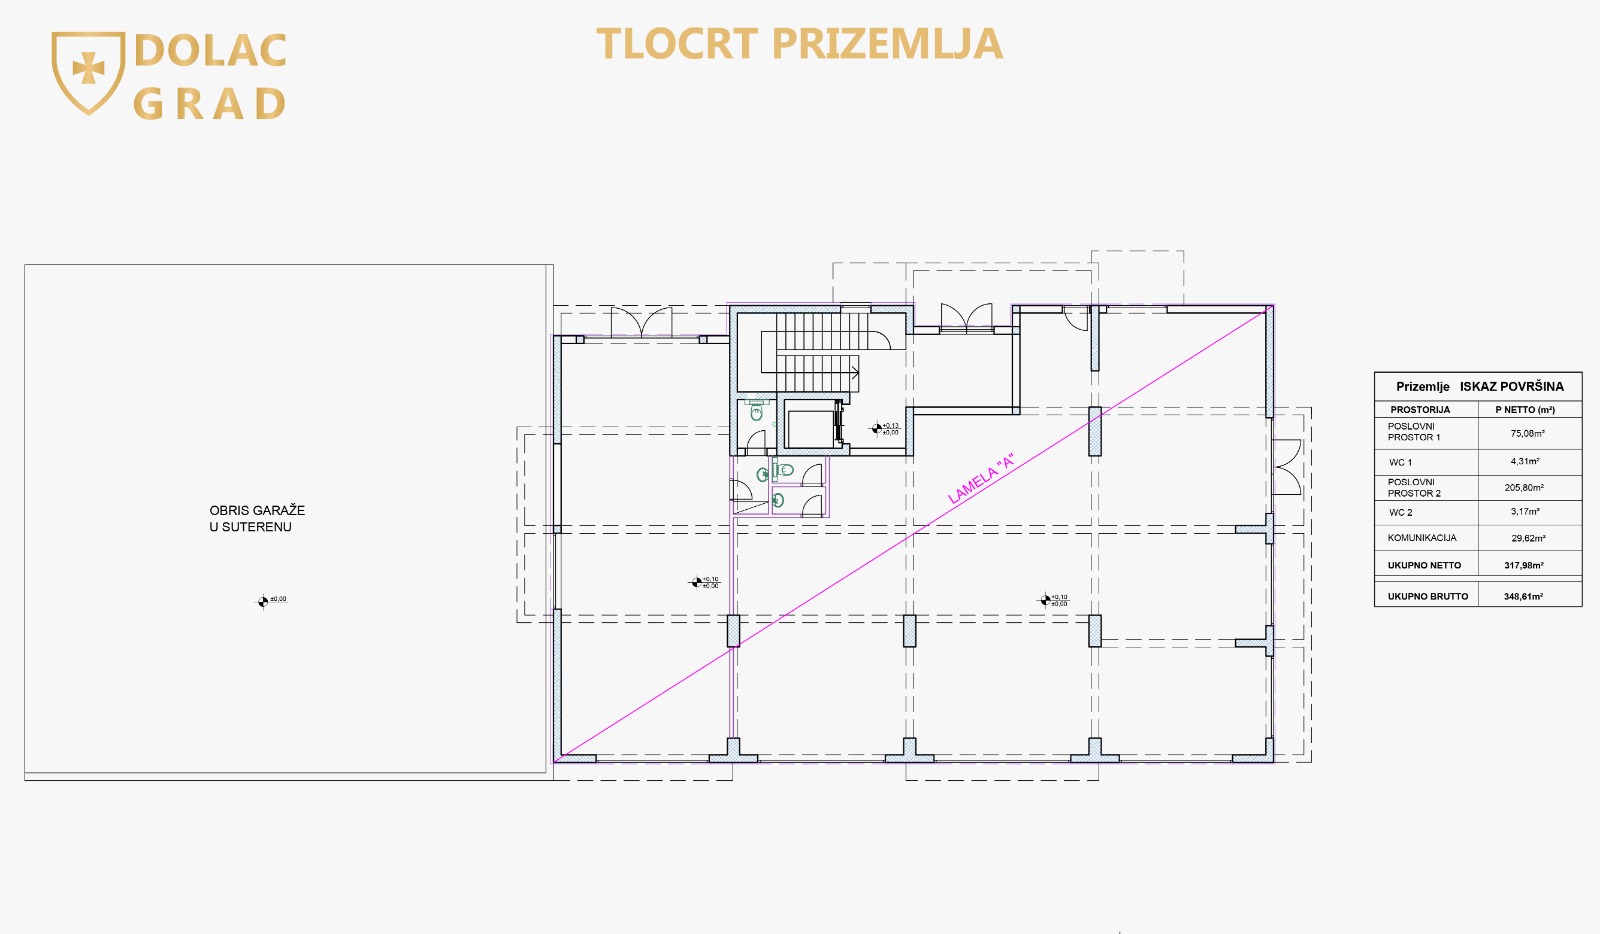 DOLAC
GRAD
TLOCRT PRIZEMLJA
OBRIS GARAŽE
U SUTERENU
±0,00
+0,13
±0,00
LAMELA "A"
+0,10
±0,00
+0,10
±0,00
Prizemlje ISKAZ POVRŠINA
PROSTORIJA P NETTO (m²)
POSLOVNI
PROSTOR 1 75,08m²
WC 1 4,31m²
POSLOVNI
PROSTOR 2 205,80m²
WC 2 3,17m²
KOMUNIKACIJA 29,62m²
UKUPNO NETTO 317,98m²
UKUPNO BRUTTO 348,61m²